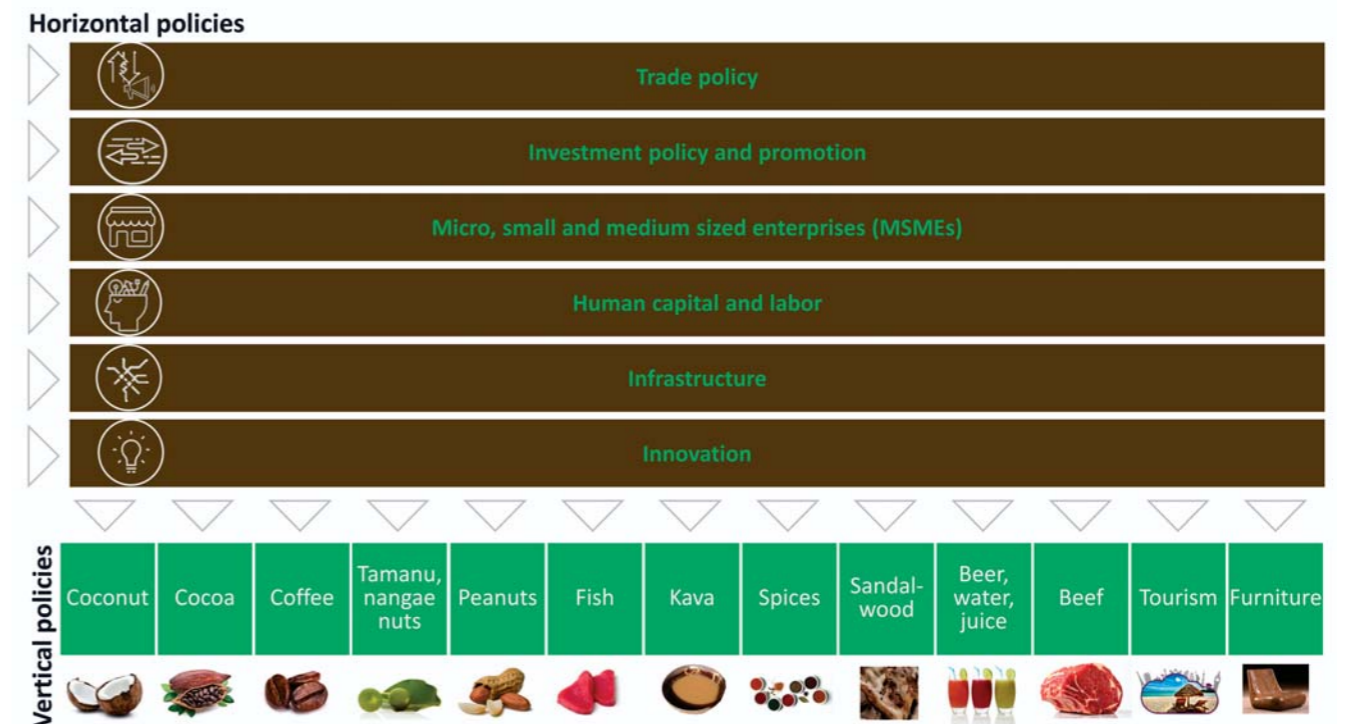 Horizontal policies
Trade policy
Investment policy and promotion
Micro, small and medium sized enterprises (MSMEs)
Human capital and labor
Infrastructure
Innovation
Vertical policies
Coconut
Cocoa
Coffee
Tamanu,
nangae
nuts
Peanuts
Fish
Kava
Spices
Sandal-
wood
Beer,
water,
juice
Beef
Tourism
Furniture